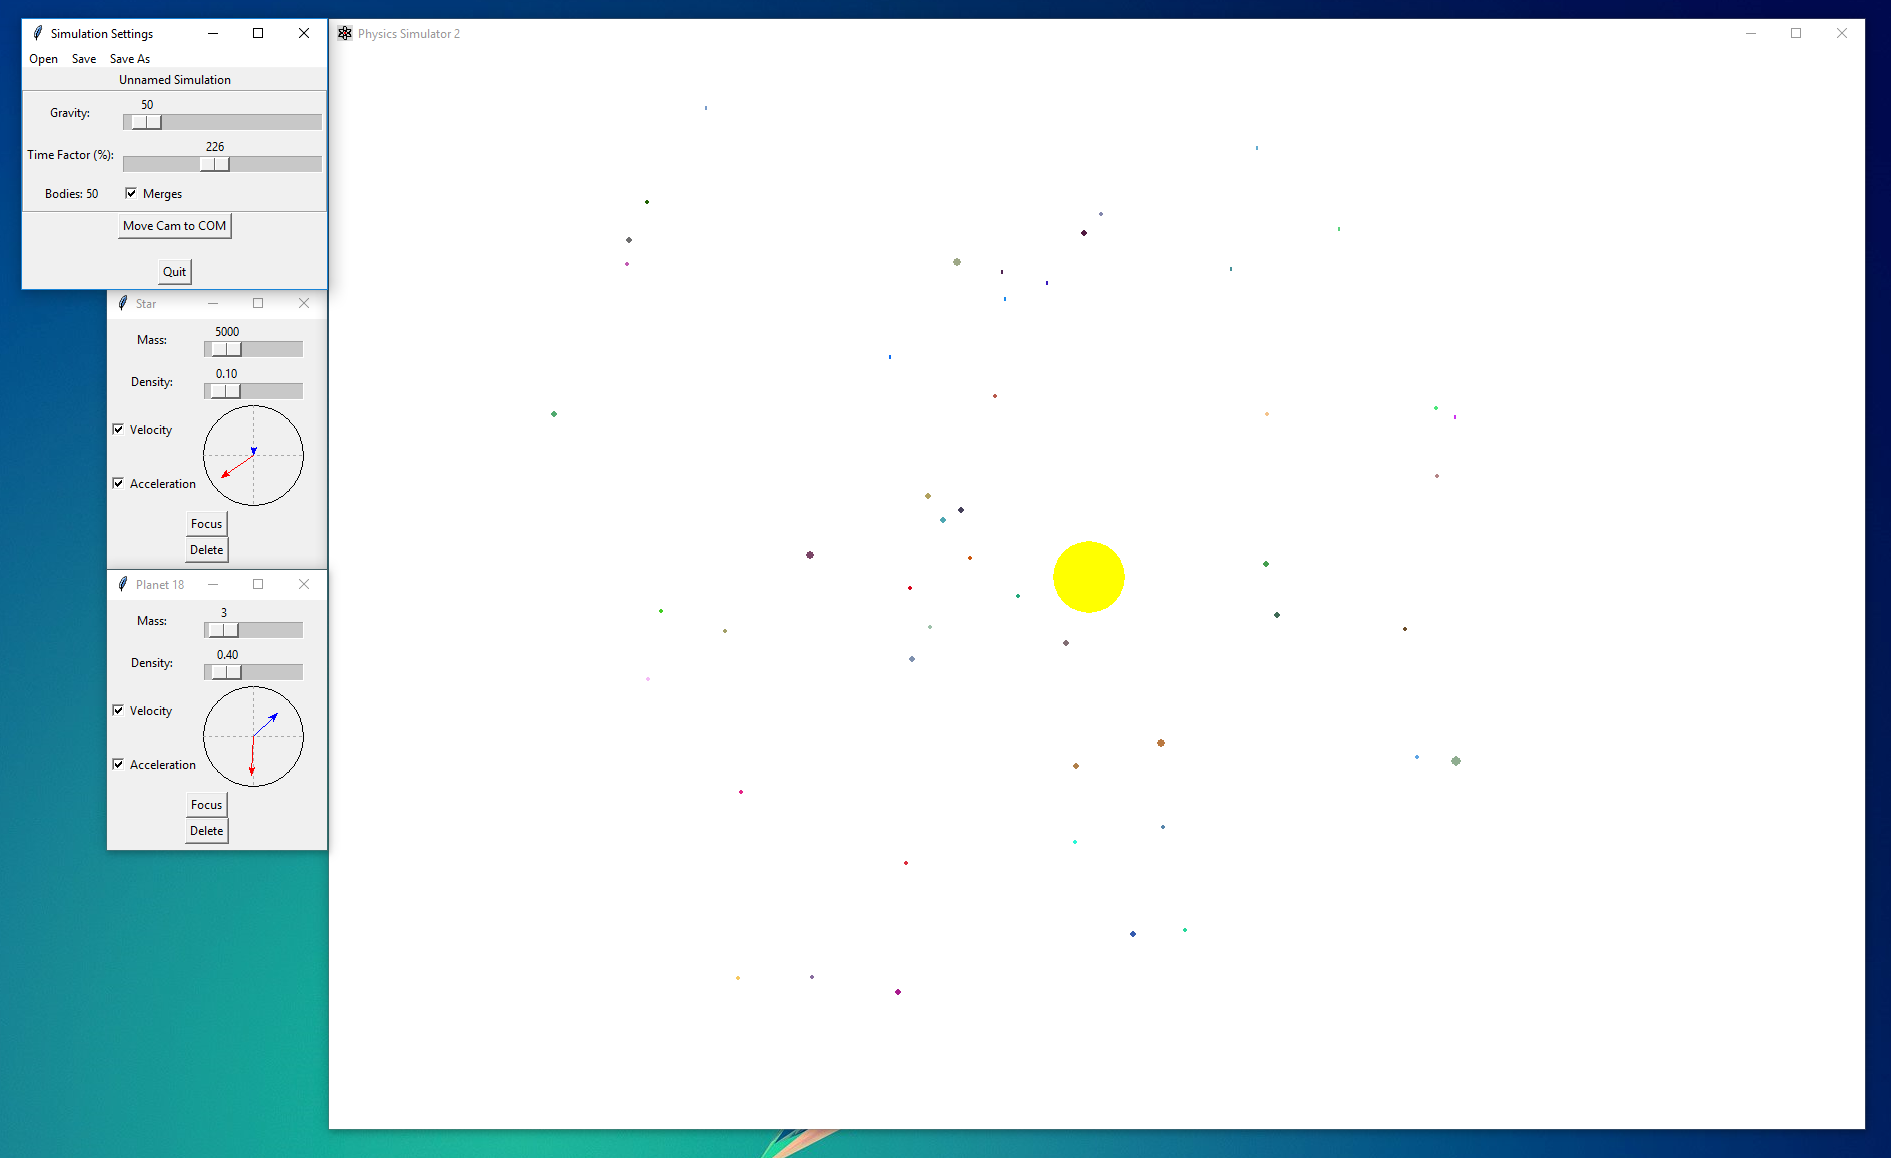 Simulation Settings
Open Save Save As
Unnamed Simulation
Gravity: 50
Time Factor (%): 226
Bodies: 50 Merges
Move Cam to COM
Quit
Star
Mass: 5000
Density: 0.10
Velocity
Acceleration
Focus
Delete
Planet 18
Mass: 3
Density: 0.40
Velocity
Acceleration
Focus
Delete
Physics Simulator 2